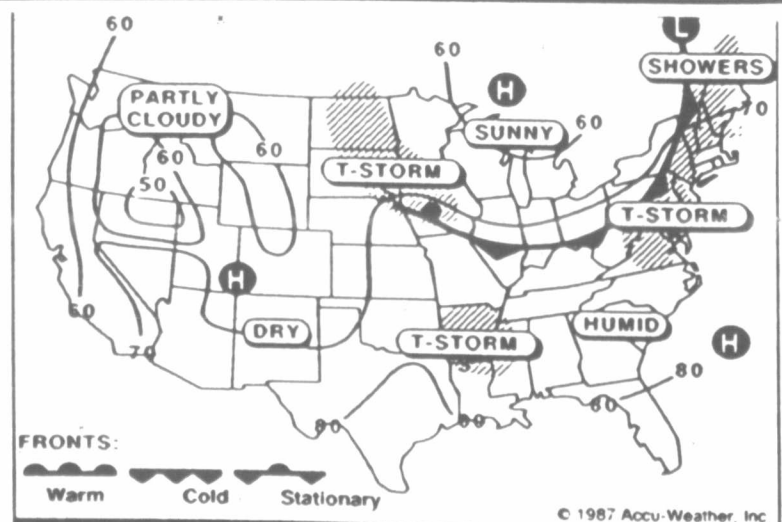 60
60
L
SHOWERS
PARTLY
CLOUDY
H
70
SUNNY
60
60
60
T-STORM
50
T-STORM
H
60
DRY
T-STORM
HUMID
H
70
80
80
80
80
FRONTS:
Warm
Cold
Stationary
© 1987 Accu-Weather, Inc